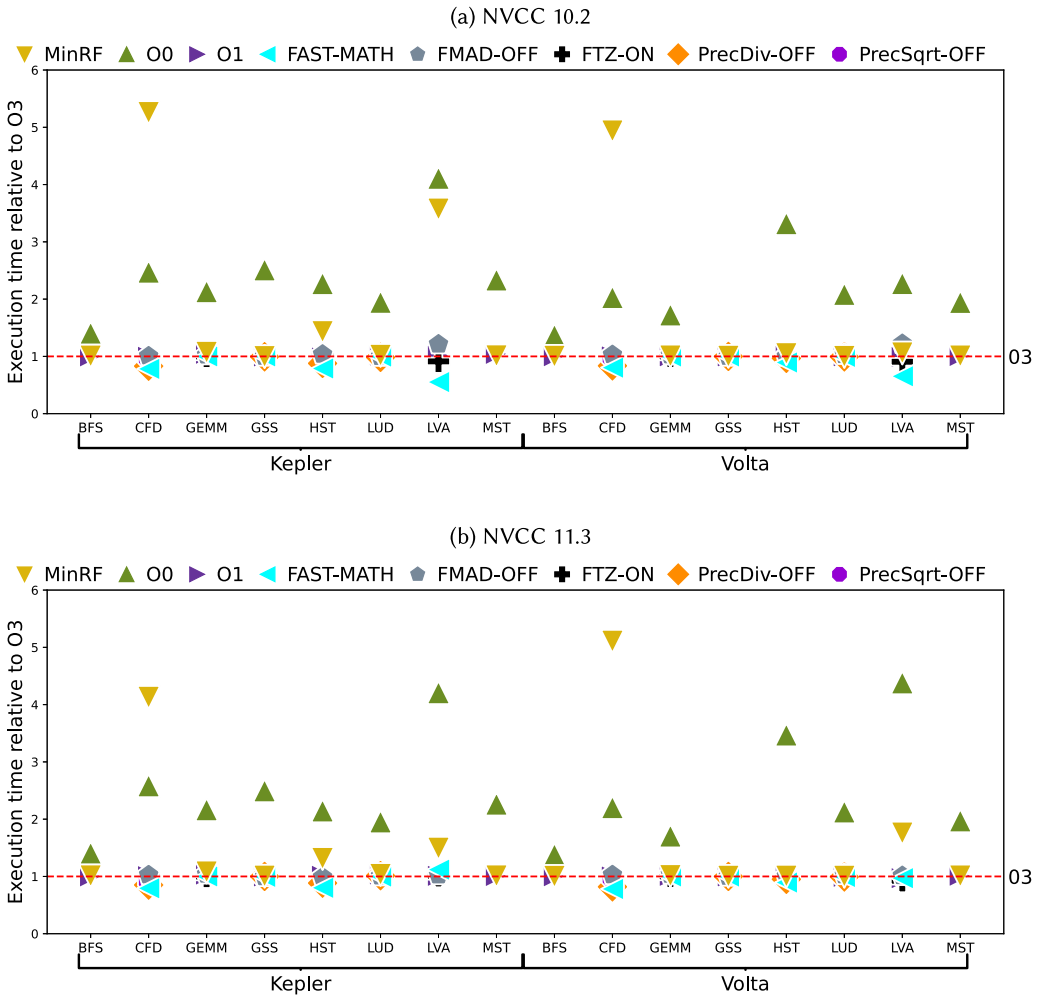 (a) NVCC 10.2
MinRF O0 O1 FAST-MATH FMAD-OFF FTZ-ON PrecDiv-OFF PrecSqrt-OFF
Execution time relative to O3
6
5
4
3
2
1
0
O3
BFS CFD GEMM GSS HST LUD LVA MST BFS CFD GEMM GSS HST LUD LVA MST
Kepler Volta
(b) NVCC 11.3
MinRF O0 O1 FAST-MATH FMAD-OFF FTZ-ON PrecDiv-OFF PrecSqrt-OFF
Execution time relative to O3
6
5
4
3
2
1
0
O3
BFS CFD GEMM GSS HST LUD LVA MST BFS CFD GEMM GSS HST LUD LVA MST
Kepler Volta